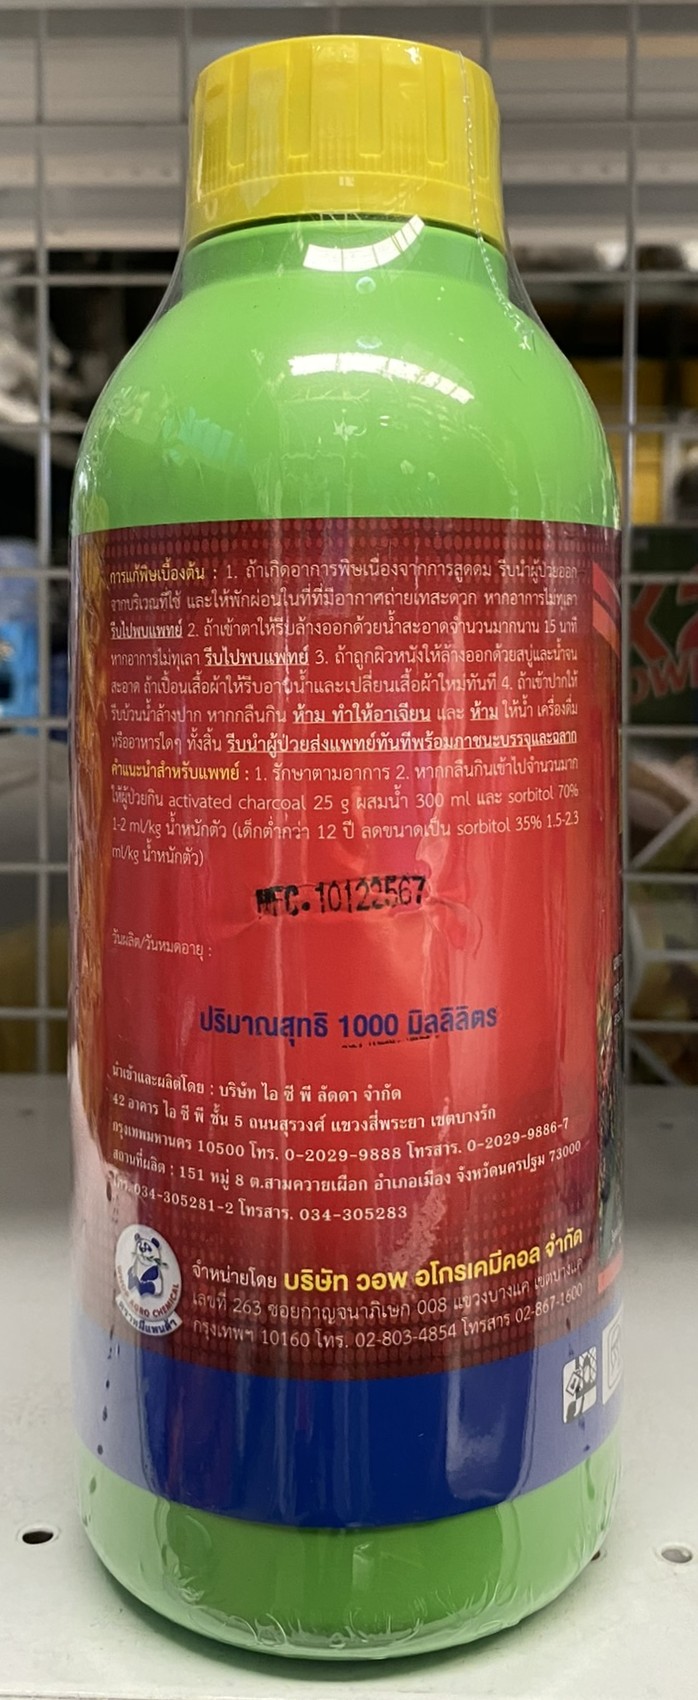 การแก้พิษเบื้องต้น : 1. ถ้าเกิดอาการพิษเนื่องจากการสูดดม รีบนำผู้ป่วยออก
จากบริเวณที่ใช้ และให้พักผ่อนในที่ที่มีอากาศถ่ายเทสะดวก หากอาการไม่ทุเลา
รีบไปพบแพทย์ 2. ถ้าเข้าตาให้รีบล้างออกด้วยน้ำสะอาดจำนวนมากนาน 15 นาที
หากอาการไม่ทุเลา รีบไปพบแพทย์ 3. ถ้าถูกผิวหนังให้ล้างออกด้วยสบู่และน้ำจน
สะอาด ถ้าเปื้อนเสื้อผ้าให้รีบอาบน้ำและเปลี่ยนเสื้อผ้าใหม่ทันที 4. ถ้าเข้าปากให้
รีบบ้วนน้ำล้างปาก หากกลืนกิน ห้าม ทำให้อาเจียน และ ห้าม ให้น้ำ เครื่องดื่ม
หรืออาหารใดๆ ทั้งสิ้น รีบนำผู้ป่วยส่งแพทย์ทันทีพร้อมภาชนะบรรจุและฉลาก
คำแนะนำสำหรับแพทย์ : 1. รักษาตามอาการ 2. หากกลืนกินเข้าไปจำนวนมาก
ให้ผู้ป่วยกิน activated charcoal 25 g ผสมน้ำ 300 ml และ sorbitol 70%
1-2 ml/kg น้ำหนักตัว (เด็กต่ำกว่า 12 ปี ลดขนาดเป็น sorbitol 35% 1.5-2.3
ml/kg น้ำหนักตัว)
MFC.10122567
วันผลิต/วันหมดอายุ :
ปริมาณสุทธิ 1000 มิลลิลิตร
นำเข้าและผลิตโดย : บริษัท ไอ ซี พี ลัดดา จำกัด
42 อาคาร ไอ ซี พี ชั้น 5 ถนนสุรวงศ์ แขวงสี่พระยา เขตบางรัก
กรุงเทพมหานคร 10500 โทร. 0-2029-9888 โทรสาร. 0-2029-9886-7
สถานที่ผลิต : 151 หมู่ 8 ต.สามควายเผือก อำเภอเมือง จังหวัดนครปฐม 73000
โทร.034-305281-2 โทรสาร. 034-305283
จำหน่ายโดย บริษัท วอพ อโกรเคมีคอล จำกัด
เลขที่ 263 ซอยกาญจนาภิเษก 008 แขวงบางแค เขตบางแค
กรุงเทพฯ 10160 โทร. 02-803-4854 โทรสาร 02-867-1600
AGRO CHEMICAL
ตราหมีแพนด้า